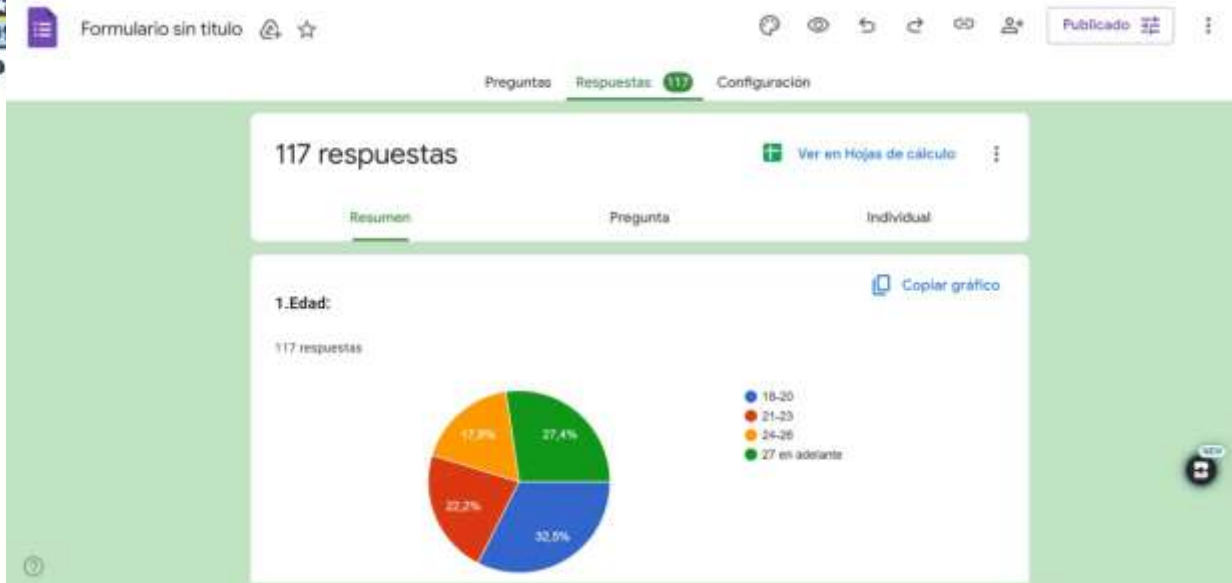 Formulario sin título
Publicado
Preguntas Respuestas 117 Configuración
117 respuestas
Ver en Hojas de cálculo
Resumen Pregunta Individual
Copiar gráfico
1.Edad:
117 respuestas
18-20
21-23
24-26
27 en adelante
27,4%
22,2%
32,5%
NEW